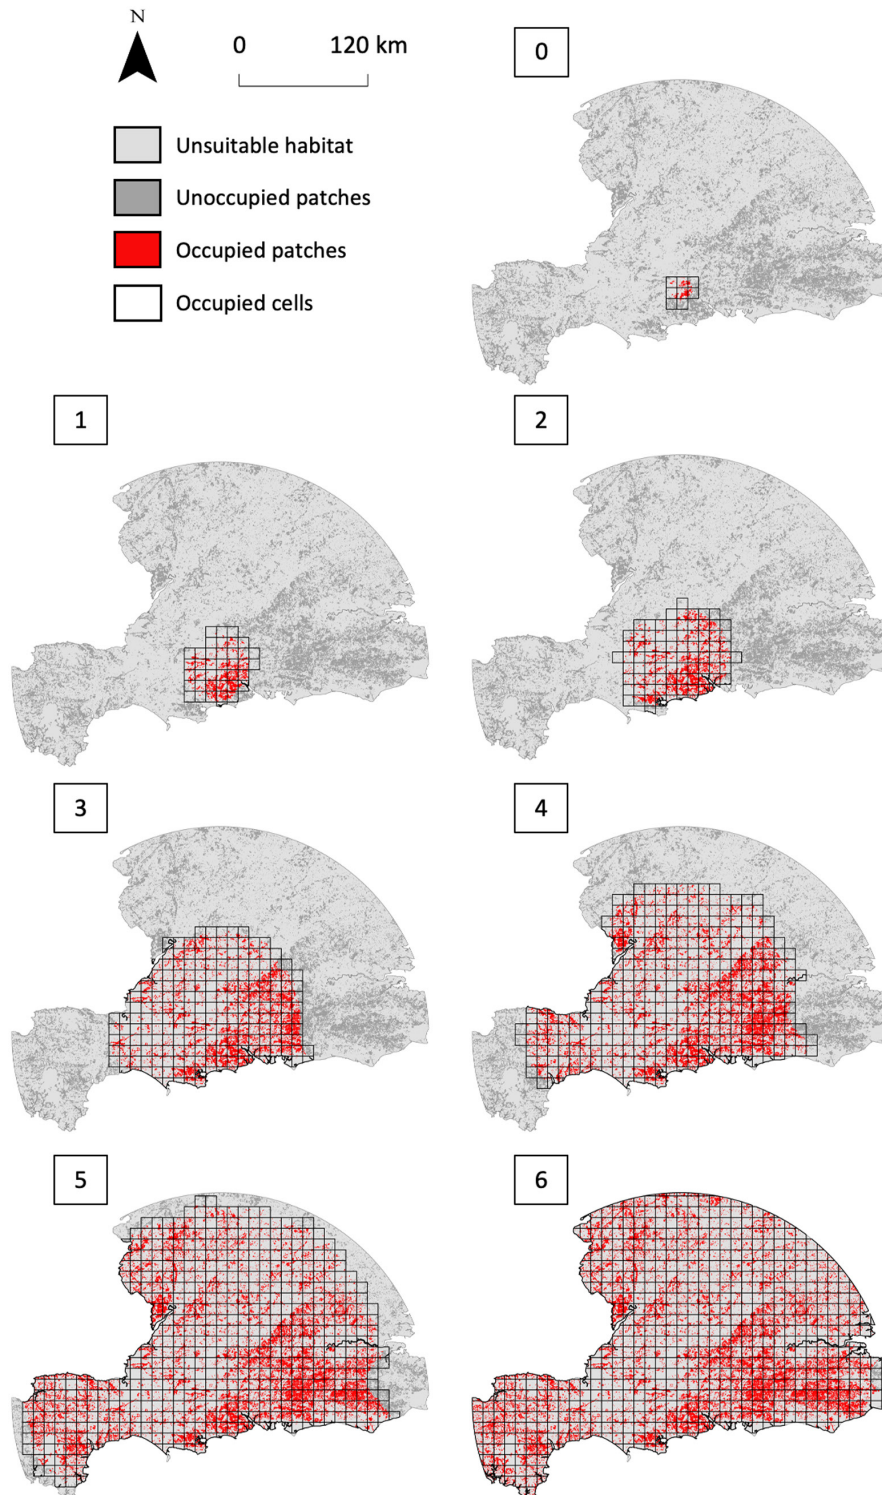 N
0 120 km
0
Unsuitable habitat
Unoccupied patches
Occupied patches
Occupied cells
1
2
3
4
5
6